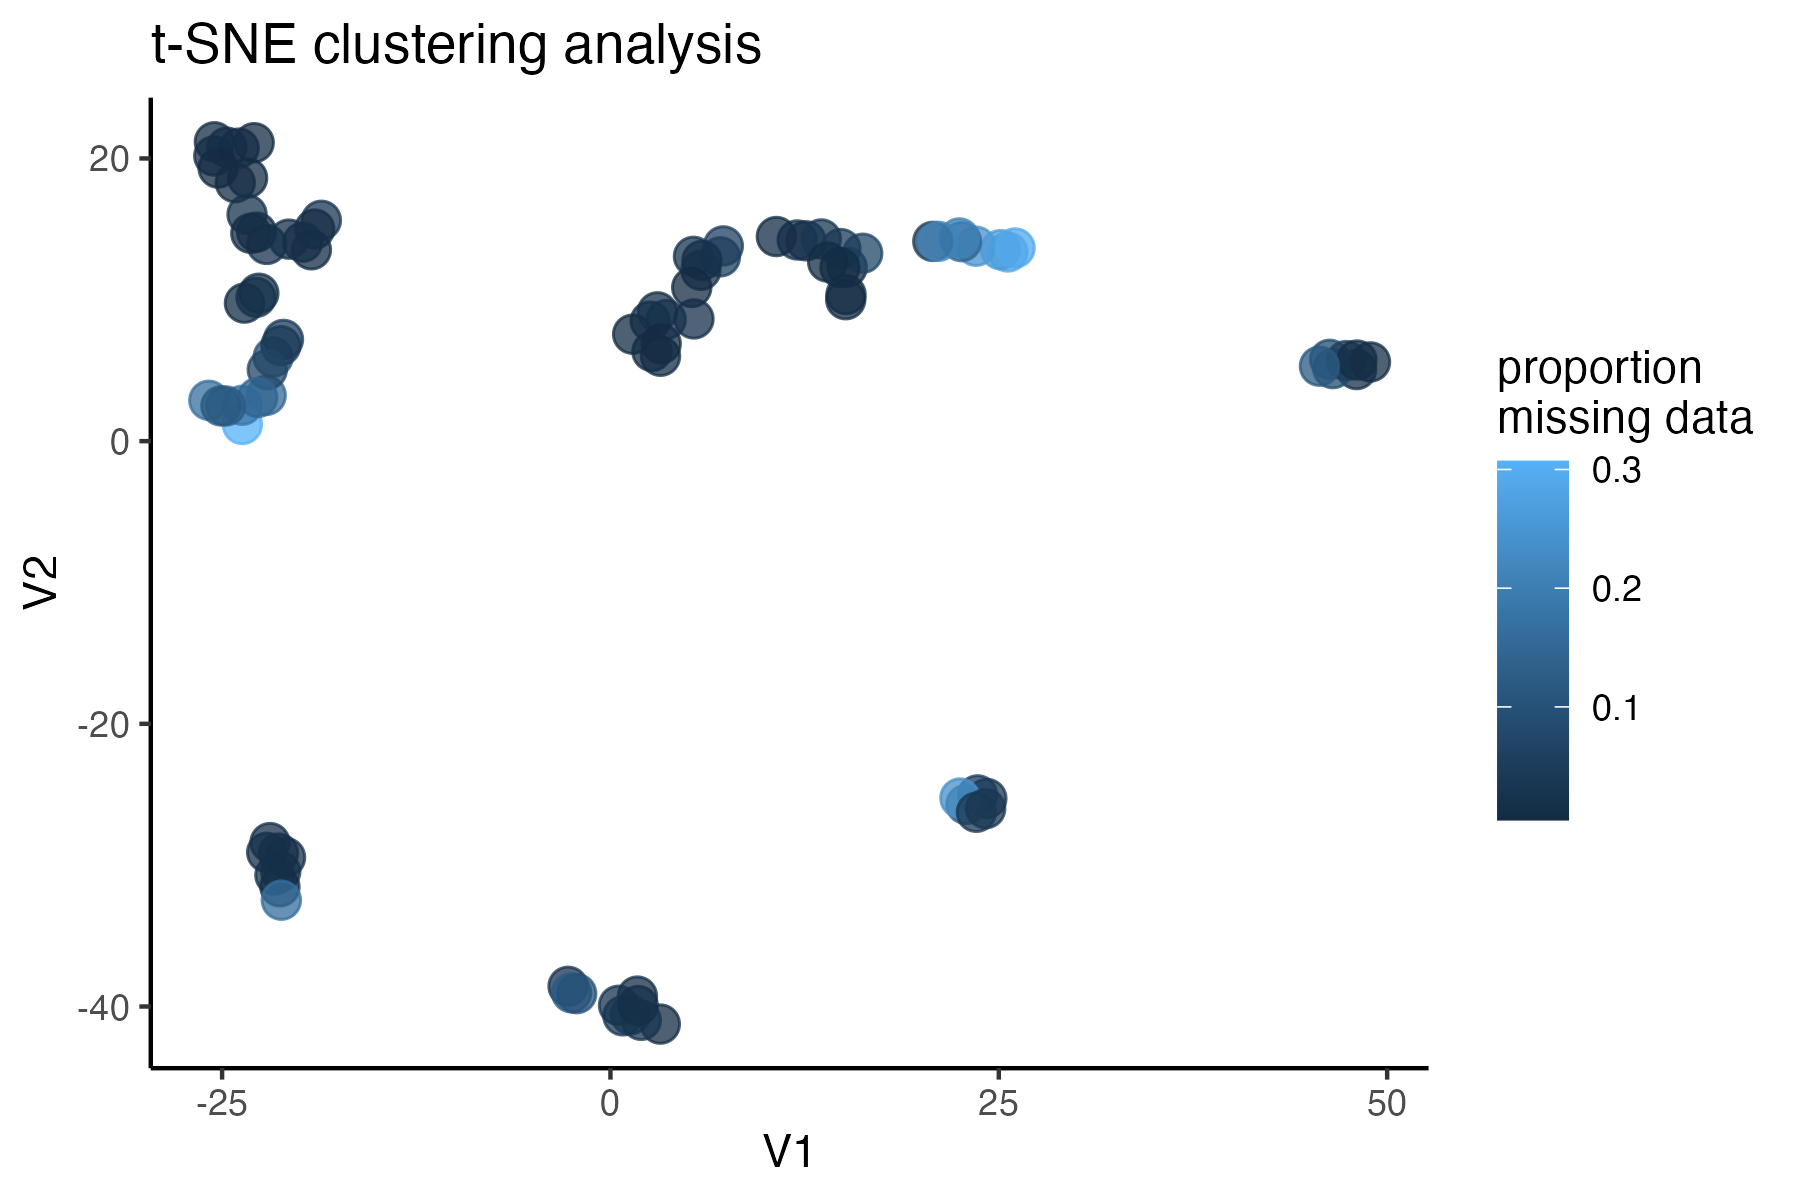 t-SNE clustering analysis
20
0
-20
-40
V2
-25
0
25
50
V1
proportion
missing data
0.3
0.2
0.1